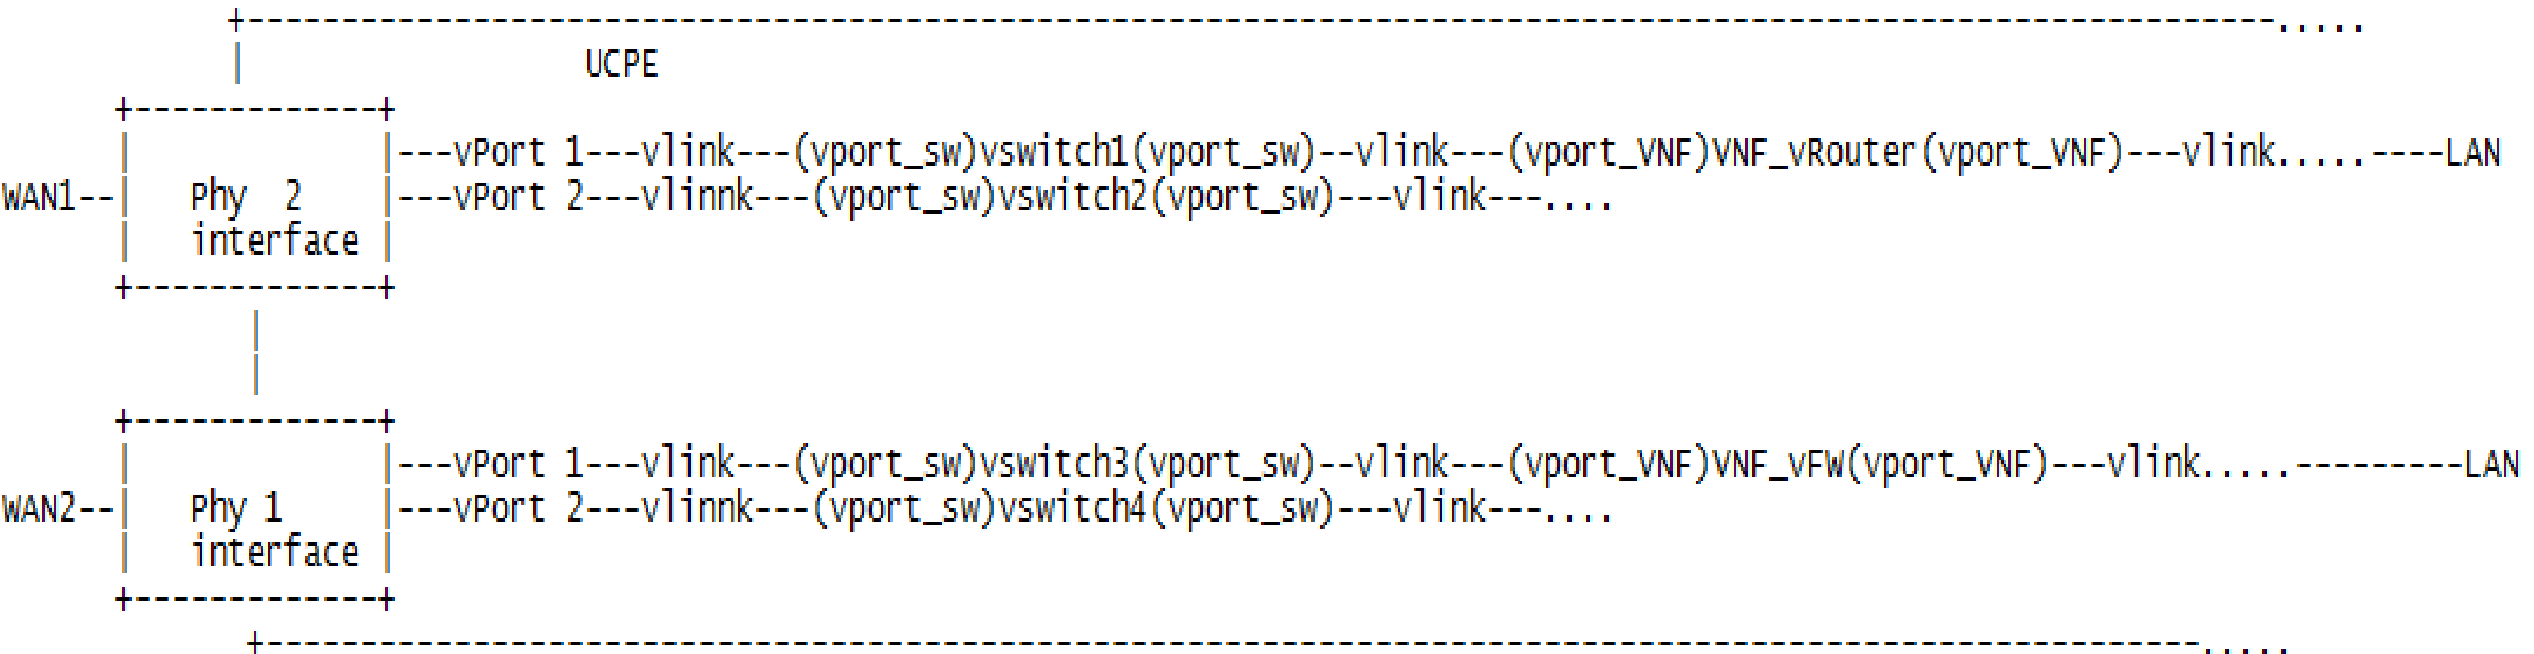 +--------------------------------------------------------------------------------------------------------------.....
|                  UCPE
+-------------+
|             |---vPort 1---vlink---(vport_sw)vswitch1(vport_sw)--vlink---(vport_VNF)VNF_vRouter(vport_VNF)---vlink.....----LAN
WAN1--|   Phy  2    |---vPort 2---vlinnk---(vport_sw)vswitch2(vport_sw)---vlink---....
|   interface |
+-------------+
|
|
+-------------+
|             |---vPort 1---vlink---(vport_sw)vswitch3(vport_sw)--vlink---(vport_VNF)VNF_vFW(vport_VNF)---vlink.....---------LAN
WAN2--|   Phy 1     |---vPort 2---vlinnk---(vport_sw)vswitch4(vport_sw)---vlink---....
|   interface |
+-------------+
+---------------------------------------------------------------------------------------------------------.....